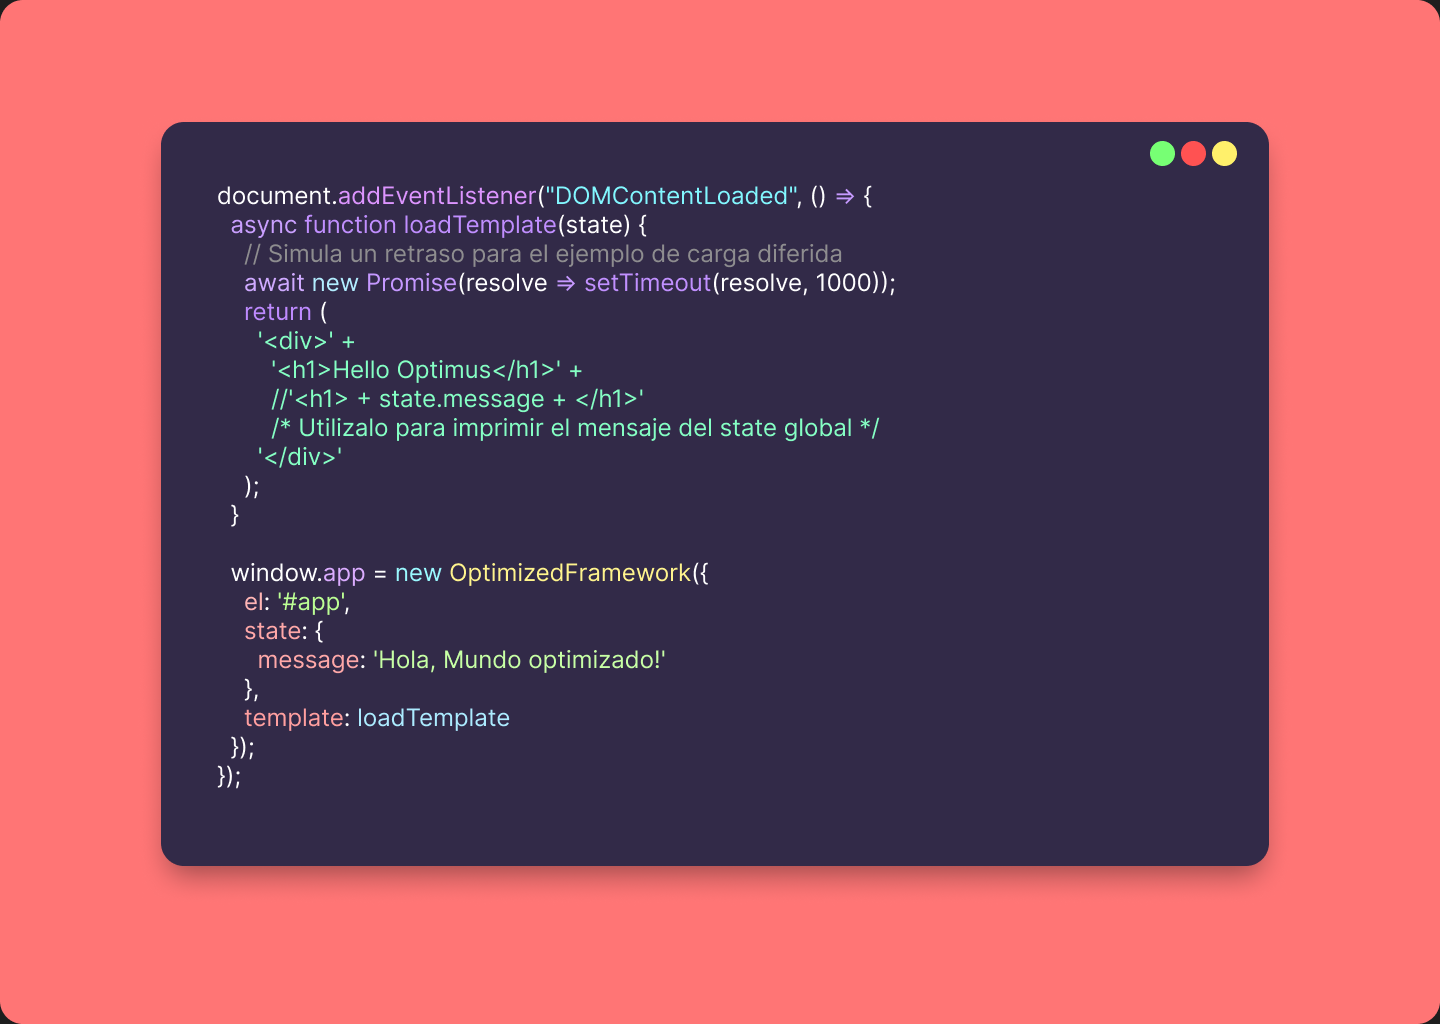 document.addEventListener("DOMContentLoaded", () => {
async function loadTemplate(state) {
// Simula un retraso para el ejemplo de carga diferida
await new Promise(resolve => setTimeout(resolve, 1000));
return (
'<div>' +
'<h1>Hello Optimus</h1>' +
//'<h1> + state.message + </h1>'
/* Utilizalo para imprimir el mensaje del state global */
'</div>'
);
}
window.app = new OptimizedFramework({
el: '#app',
state: {
message: 'Hola, Mundo optimizado!'
},
template: loadTemplate
});
});